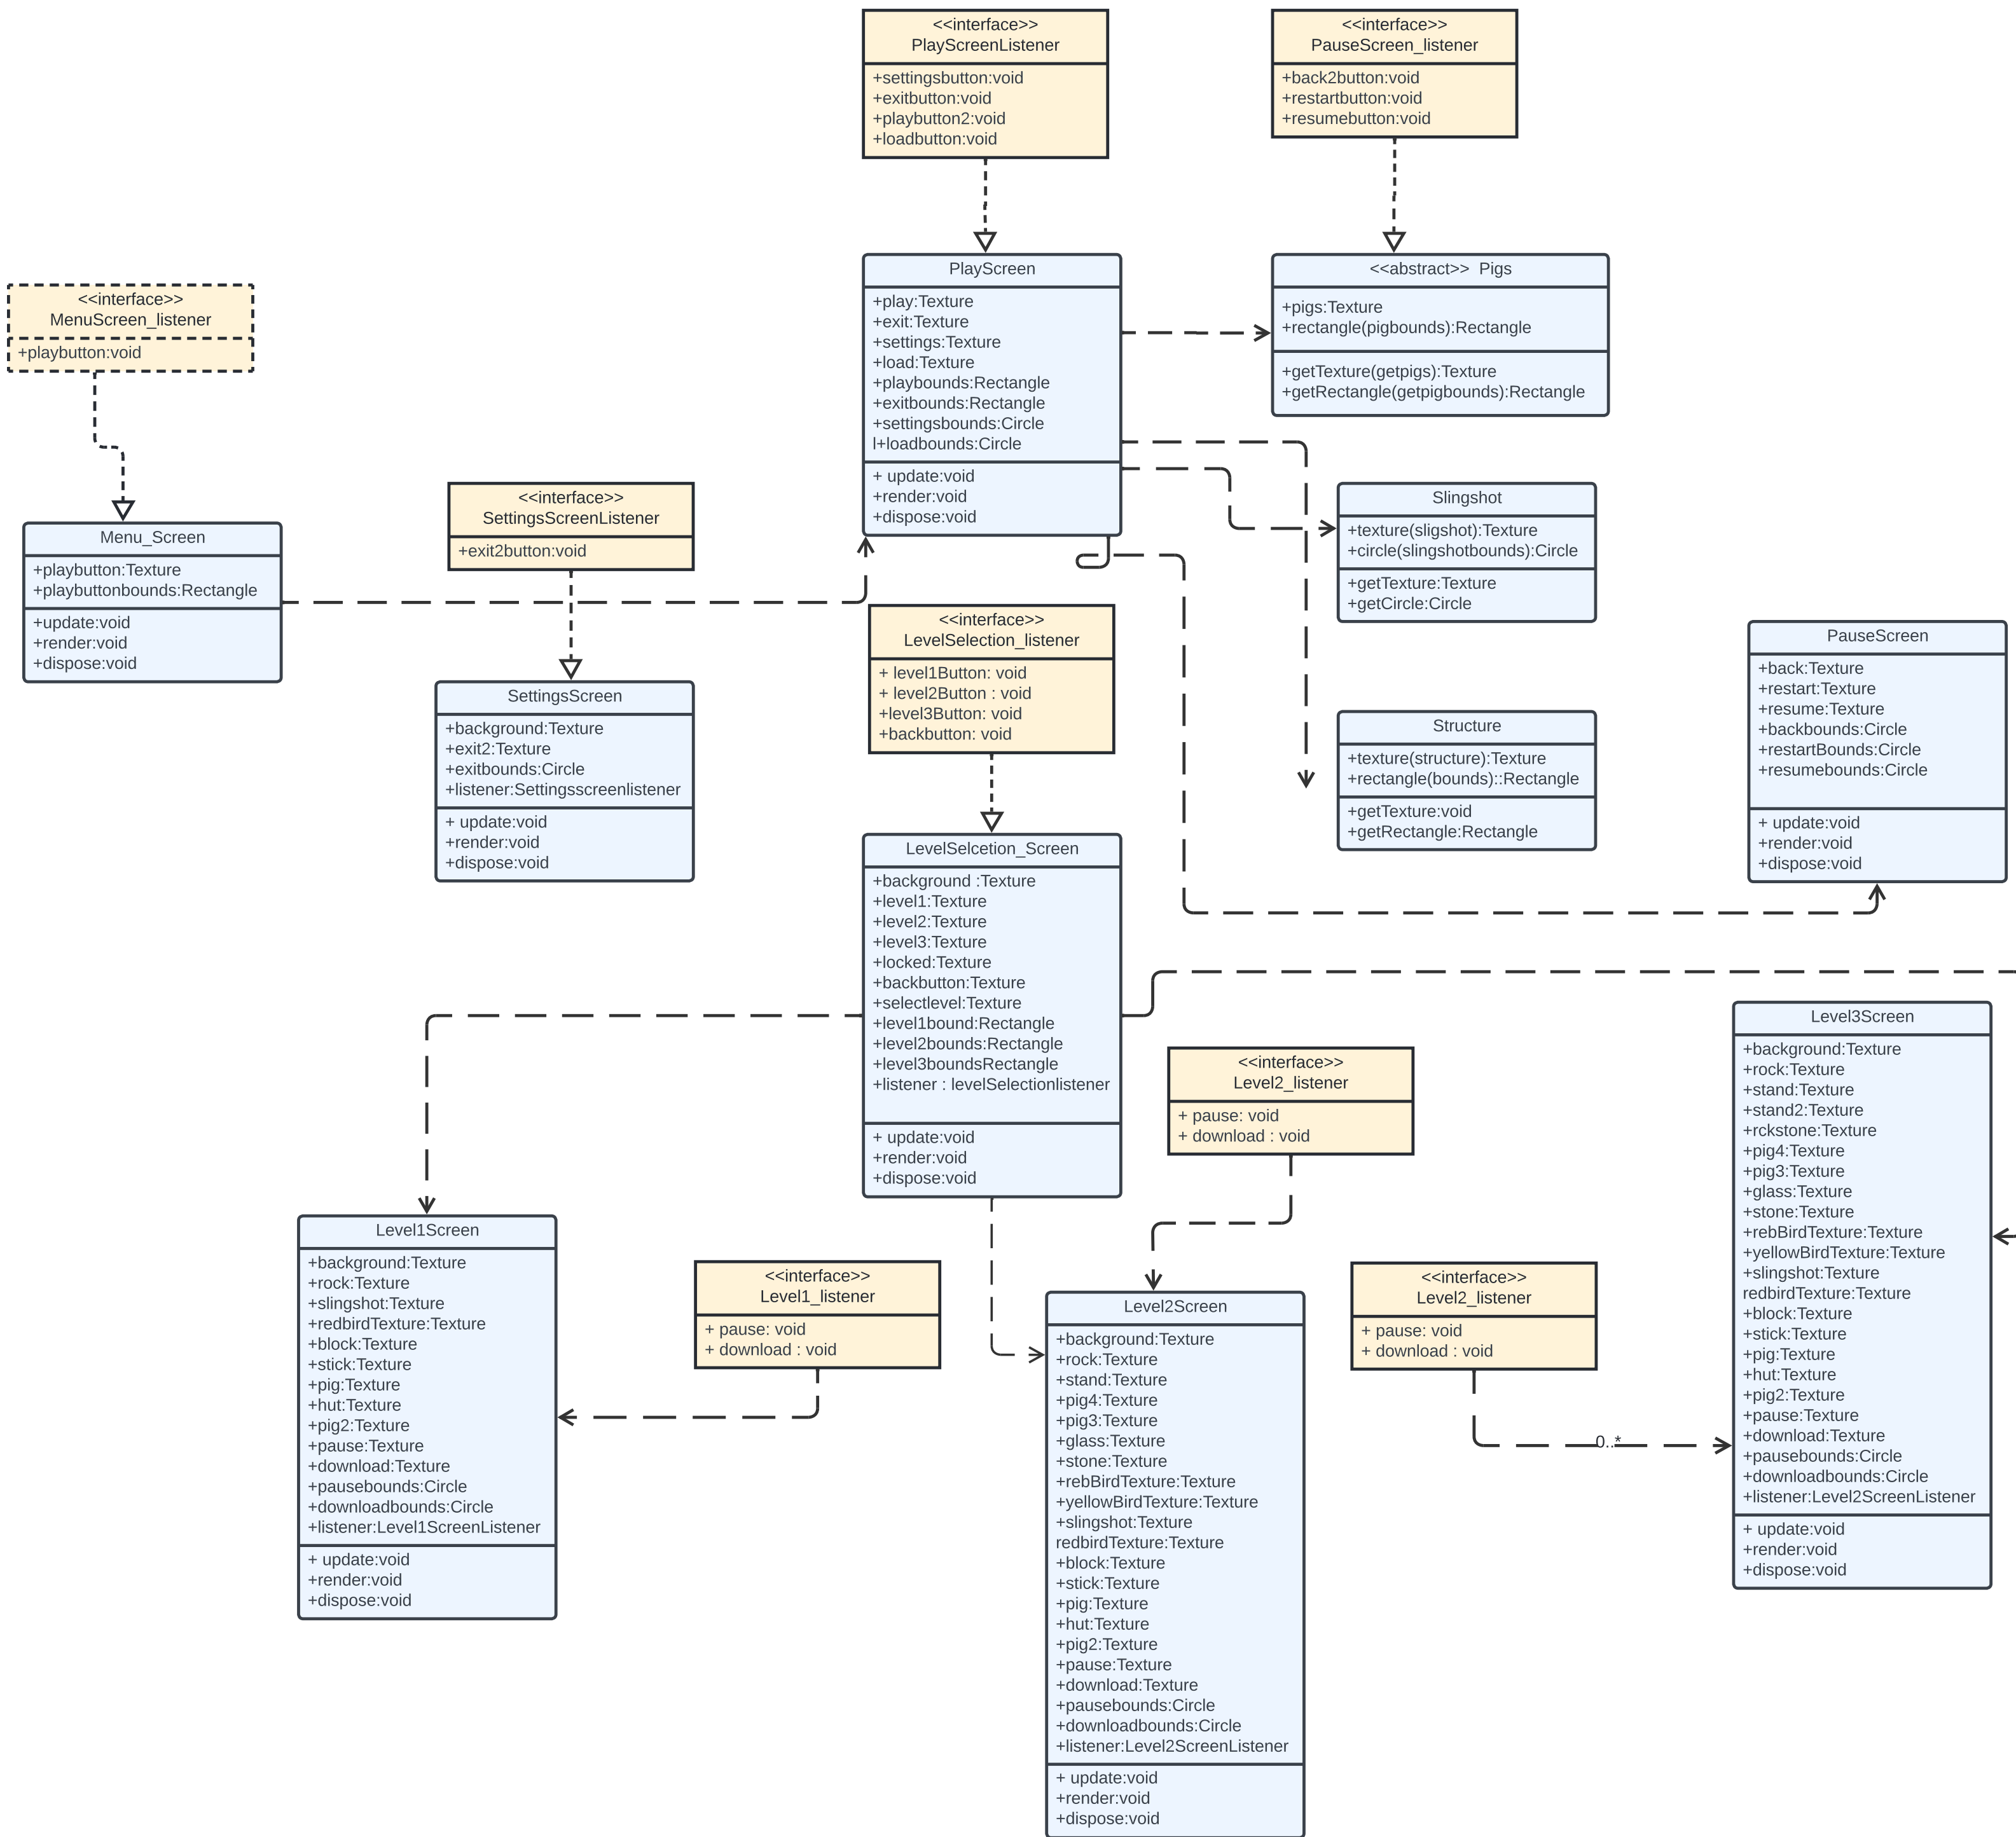 <<interface>>
PlayScreenListener
+settingsbutton:void
+exitbutton:void
+playbutton2:void
+loadbutton:void
<<interface>>
PauseScreen_listener
+back2button:void
+restartbutton:void
+resumebutton:void
<<interface>>
MenuScreen_listener
+playbutton:void
PlayScreen
+play:Texture
+exit:Texture
+settings:Texture
+load:Texture
+playbounds:Rectangle
+exitbounds:Rectangle
+settingsbounds:Circle
l+loadbounds:Circle
+ update:void
+render:void
+dispose:void
<<abstract>>  Pigs
+pigs:Texture
+rectangle(pigbounds):Rectangle
+getTexture(getpigs):Texture
+getRectangle(getpigbounds):Rectangle
Menu_Screen
+playbutton:Texture
+playbuttonbounds:Rectangle
+update:void
+render:void
+dispose:void
<<interface>>
SettingsScreenListener
+exit2button:void
Slingshot
+texture(sligshot):Texture
+circle(slingshotbounds):Circle
+getTexture:Texture
+getCircle:Circle
<<interface>>
LevelSelection_listener
+ level1Button: void
+ level2Button : void
+level3Button: void
+backbutton: void
PauseScreen
+back:Texture
+restart:Texture
+resume:Texture
+backbounds:Circle
+restartBounds:Circle
+resumebounds:Circle
+ update:void
+render:void
+dispose:void
SettingsScreen
+background:Texture
+exit2:Texture
+exitbounds:Circle
+listener:Settingsscreenlistener
+ update:void
+render:void
+dispose:void
Structure
+texture(structure):Texture
+rectangle(bounds)::Rectangle
+getTexture:void
+getRectangle:Rectangle
LevelSelcetion_Screen
+background :Texture
+level1:Texture
+level2:Texture
+level3:Texture
+locked:Texture
+backbutton:Texture
+selectlevel:Texture
+level1bound:Rectangle
+level2bounds:Rectangle
+level3boundsRectangle
+listener : levelSelectionlistener
+ update:void
+render:void
+dispose:void
Level3Screen
+background:Texture
+rock:Texture
+stand:Texture
+stand2:Texture
+rckstone:Texture
+pig4:Texture
+pig3:Texture
+glass:Texture
+stone:Texture
+rebBirdTexture:Texture
+yellowBirdTexture:Texture
+slingshot:Texture
redbirdTexture:Texture
+block:Texture
+stick:Texture
+pig:Texture
+hut:Texture
+pig2:Texture
+pause:Texture
+download:Texture
+pausebounds:Circle
+downloadbounds:Circle
+listener:Level2ScreenListener
+ update:void
+render:void
+dispose:void
<<interface>>
Level2_listener
+ pause: void
+ download : void
Level1Screen
+background:Texture
+rock:Texture
+slingshot:Texture
+redbirdTexture:Texture
+block:Texture
+stick:Texture
+pig:Texture
+hut:Texture
+pig2:Texture
+pause:Texture
+download:Texture
+pausebounds:Circle
+downloadbounds:Circle
+listener:Level1ScreenListener
+ update:void
+render:void
+dispose:void
<<interface>>
Level1_listener
+ pause: void
+ download : void
Level2Screen
+background:Texture
+rock:Texture
+stand:Texture
+pig4:Texture
+pig3:Texture
+glass:Texture
+stone:Texture
+rebBirdTexture:Texture
+yellowBirdTexture:Texture
+slingshot:Texture
redbirdTexture:Texture
+block:Texture
+stick:Texture
+pig:Texture
+hut:Texture
+pig2:Texture
+pause:Texture
+download:Texture
+pausebounds:Circle
+downloadbounds:Circle
+listener:Level2ScreenListener
+ update:void
+render:void
+dispose:void
<<interface>>
Level2_listener
+ pause: void
+ download : void
0..*